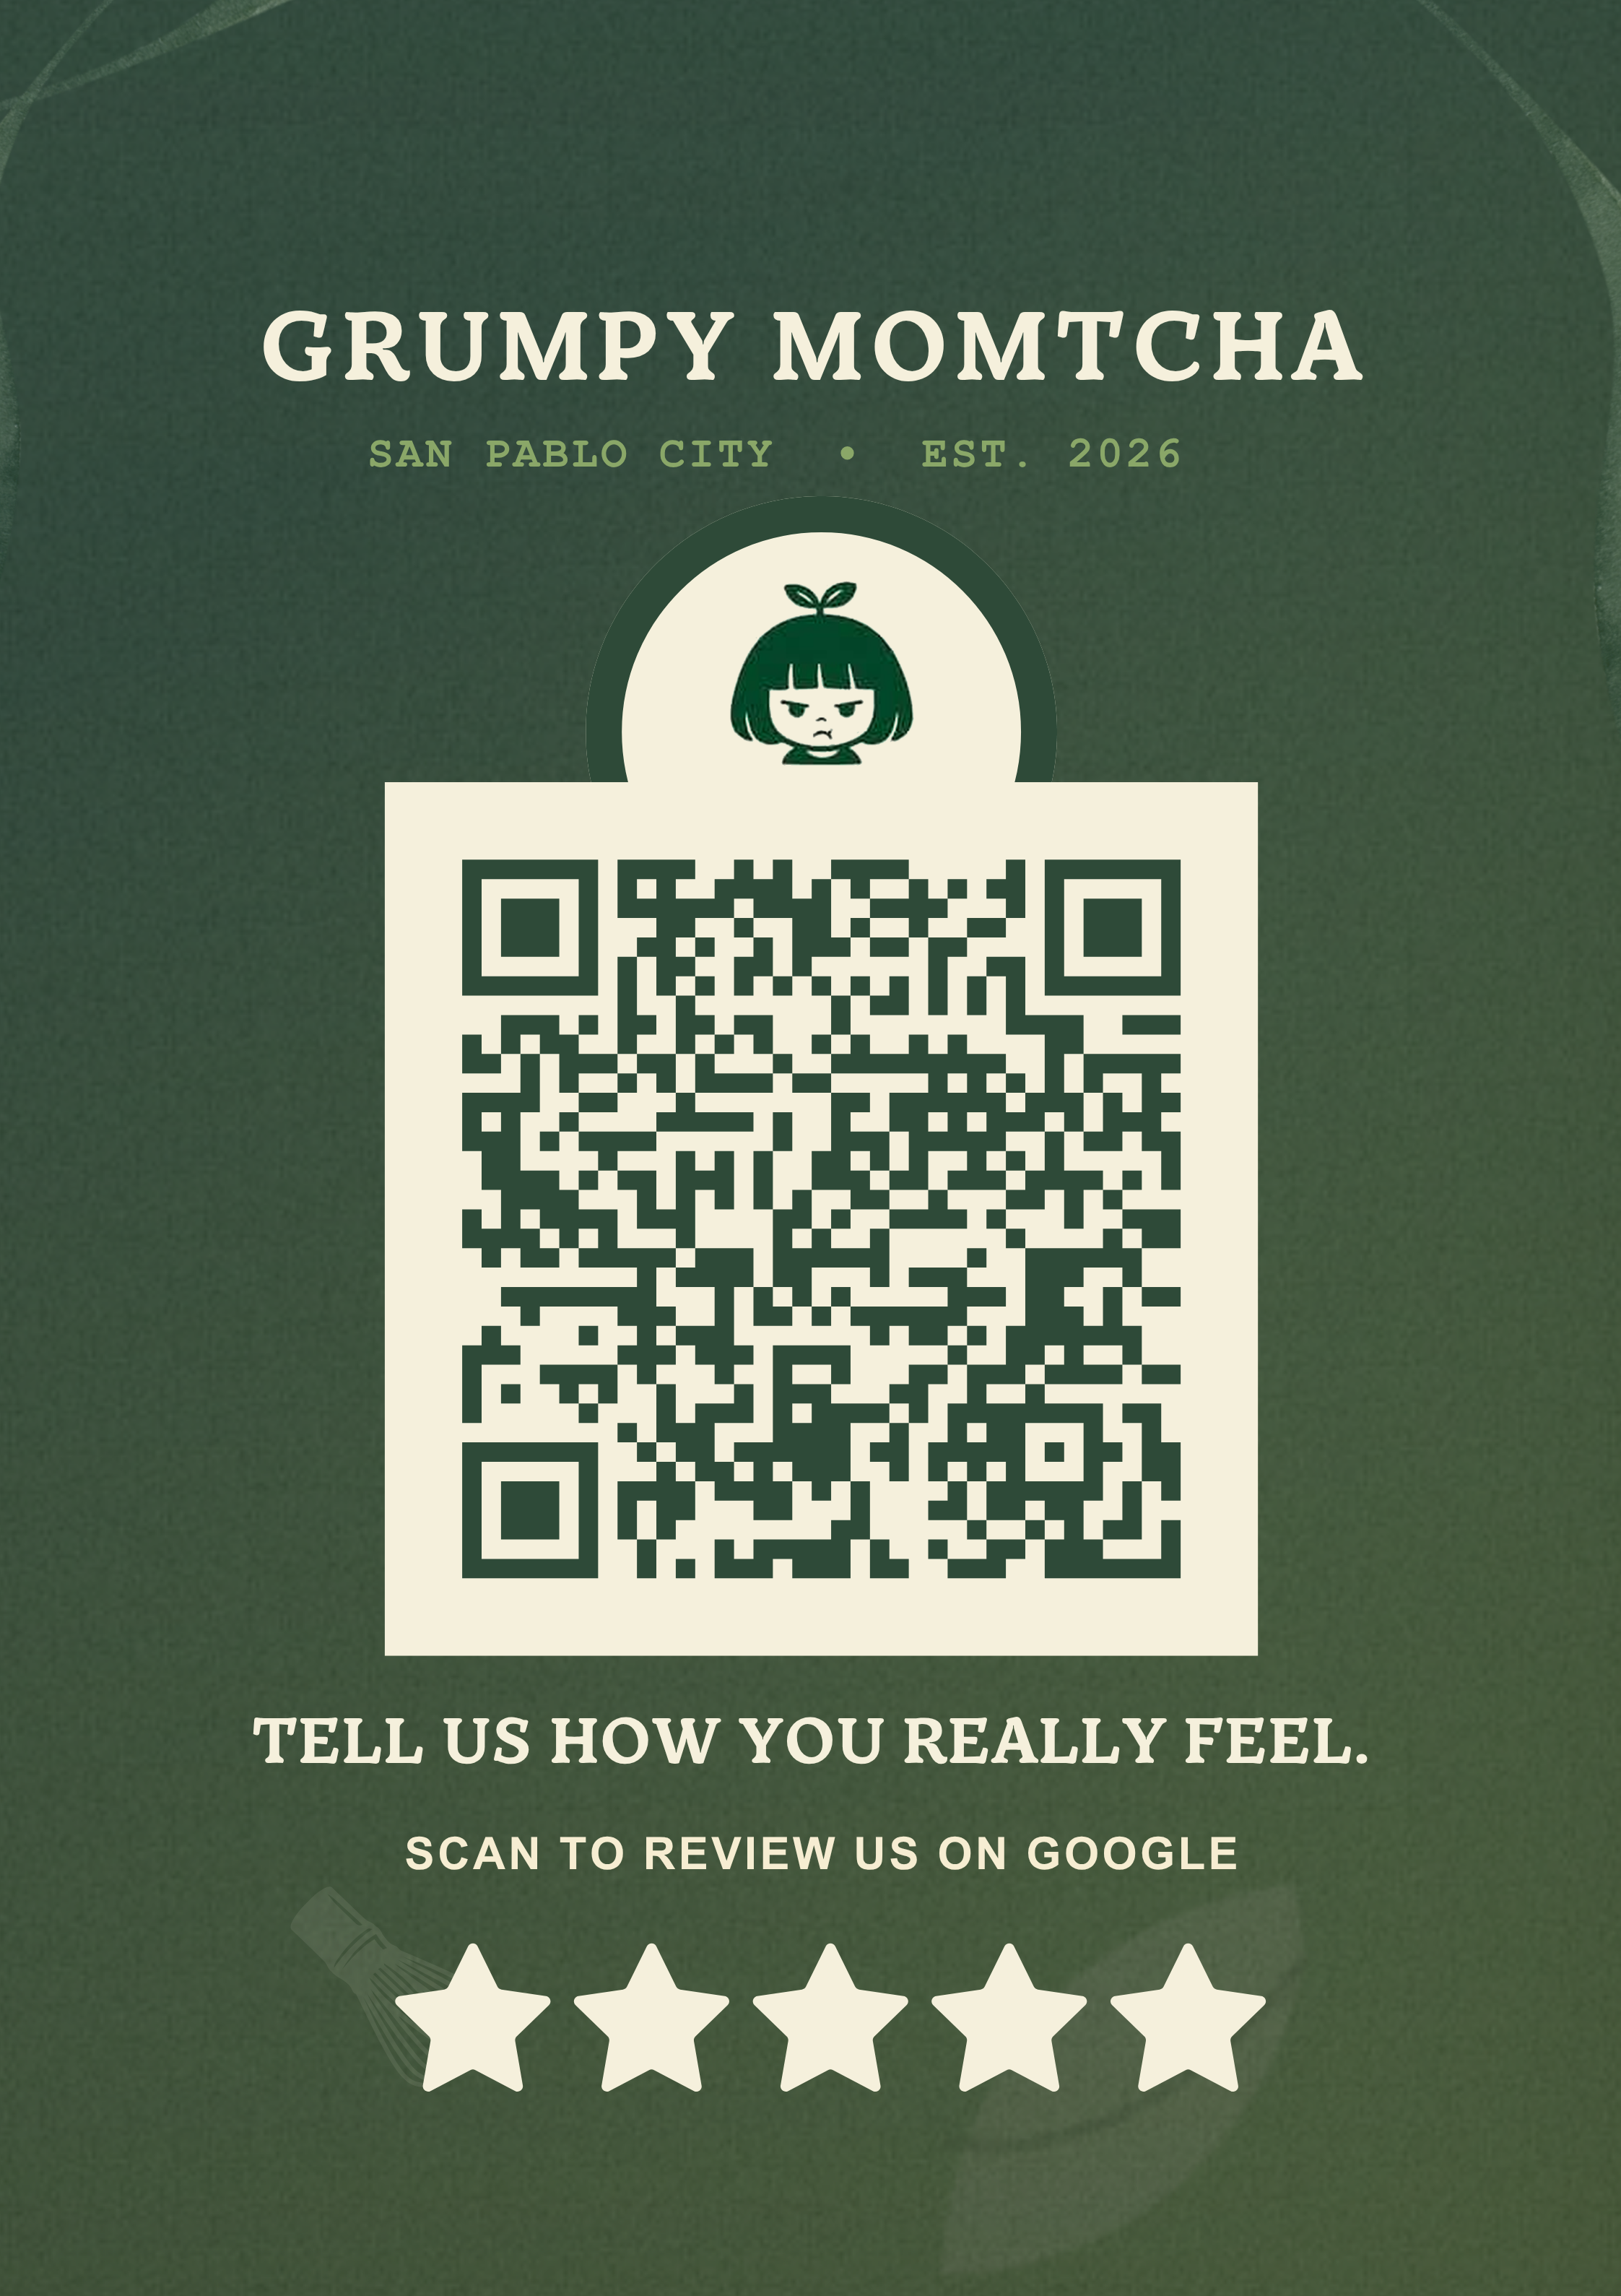 GRUMPY MOMTCHA
SAN PABLO CITY • EST. 2026
TELL US HOW YOU REALLY FEEL.
SCAN TO REVIEW US ON GOOGLE